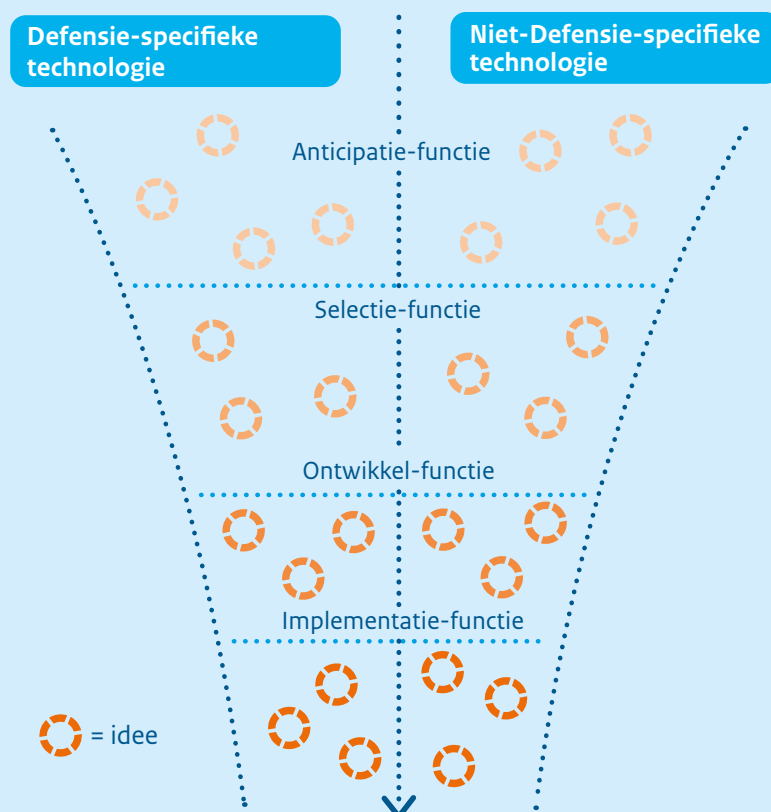 Defensie-specifieke
technologie
Niet-Defensie-specifieke
technologie
Anticipatie-functie
Selectie-functie
Ontwikkel-functie
Implementatie-functie
= idee